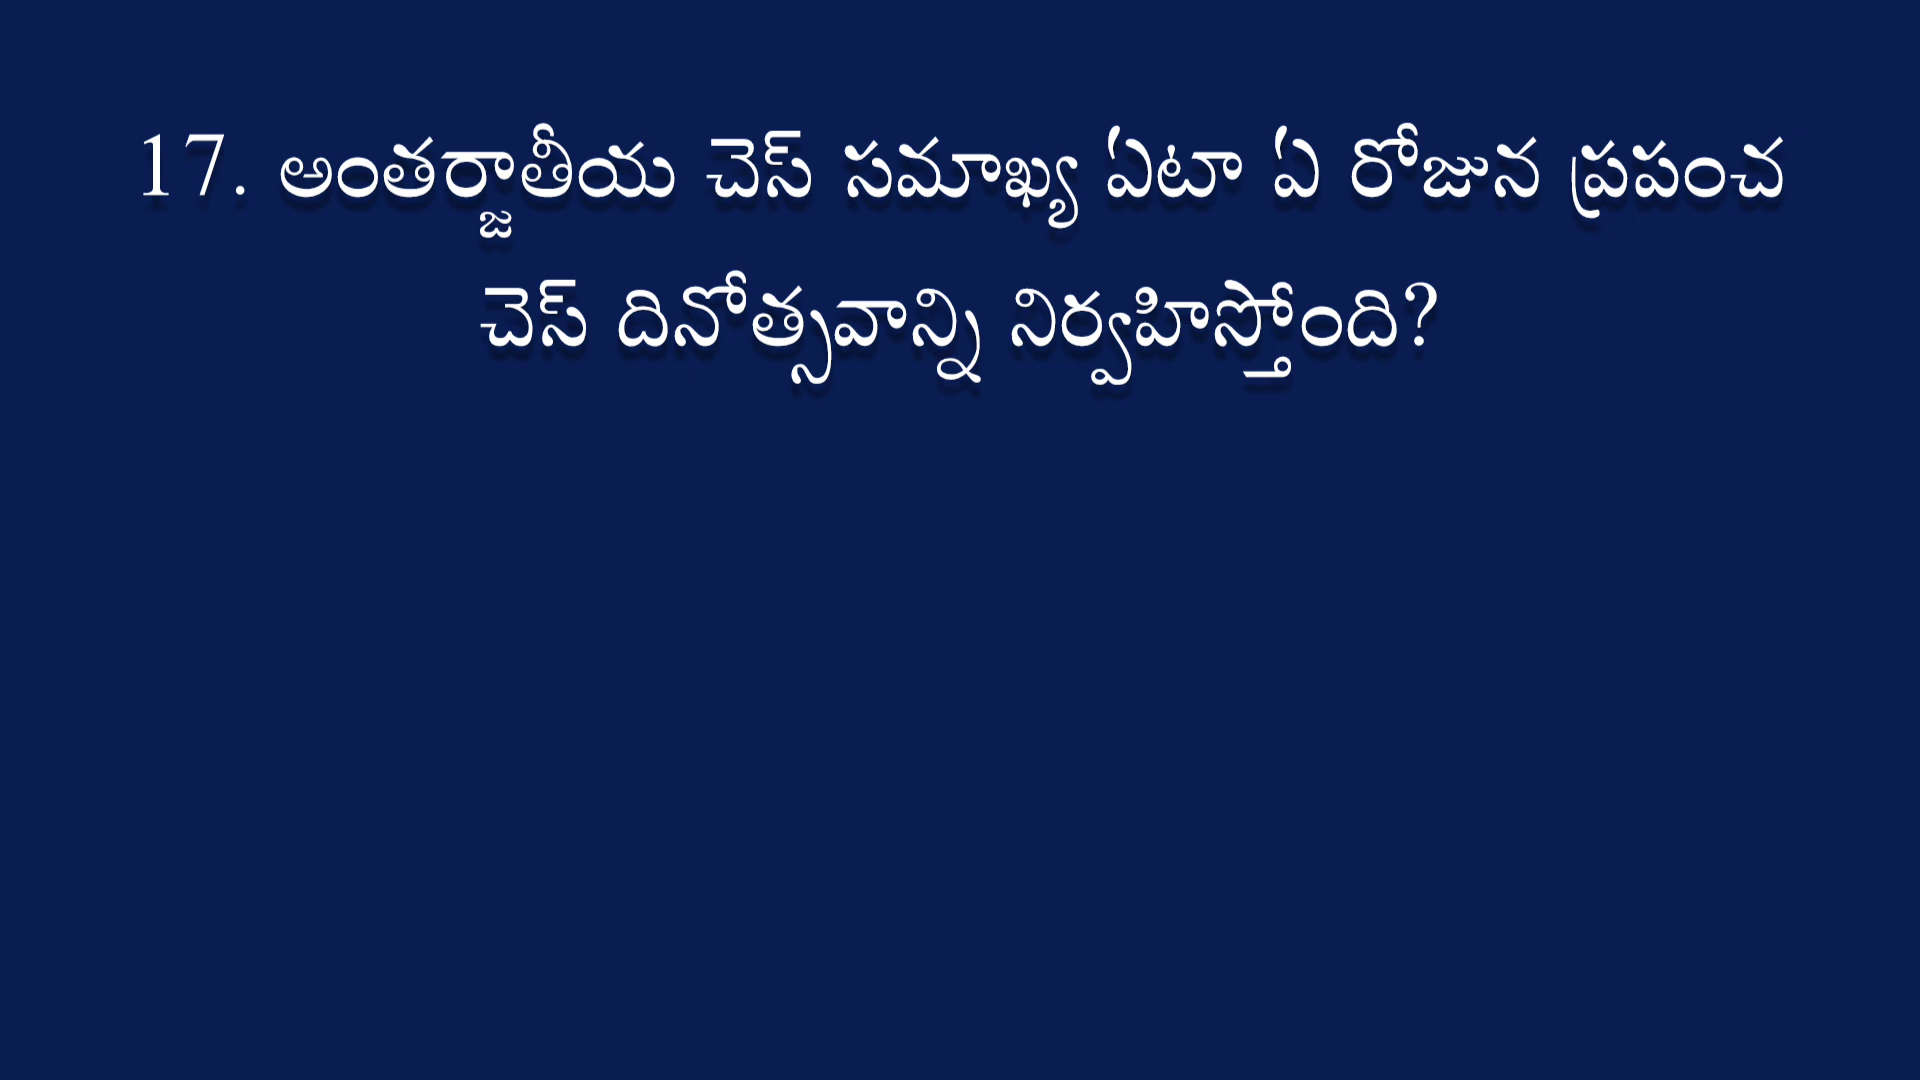 17. అంతర్జాతీయ చెస్ సమాఖ్య ఏటా ఏ రోజున ప్రపంచ
చెస్ దినోత్సవాన్ని నిర్వహిస్తోంది?